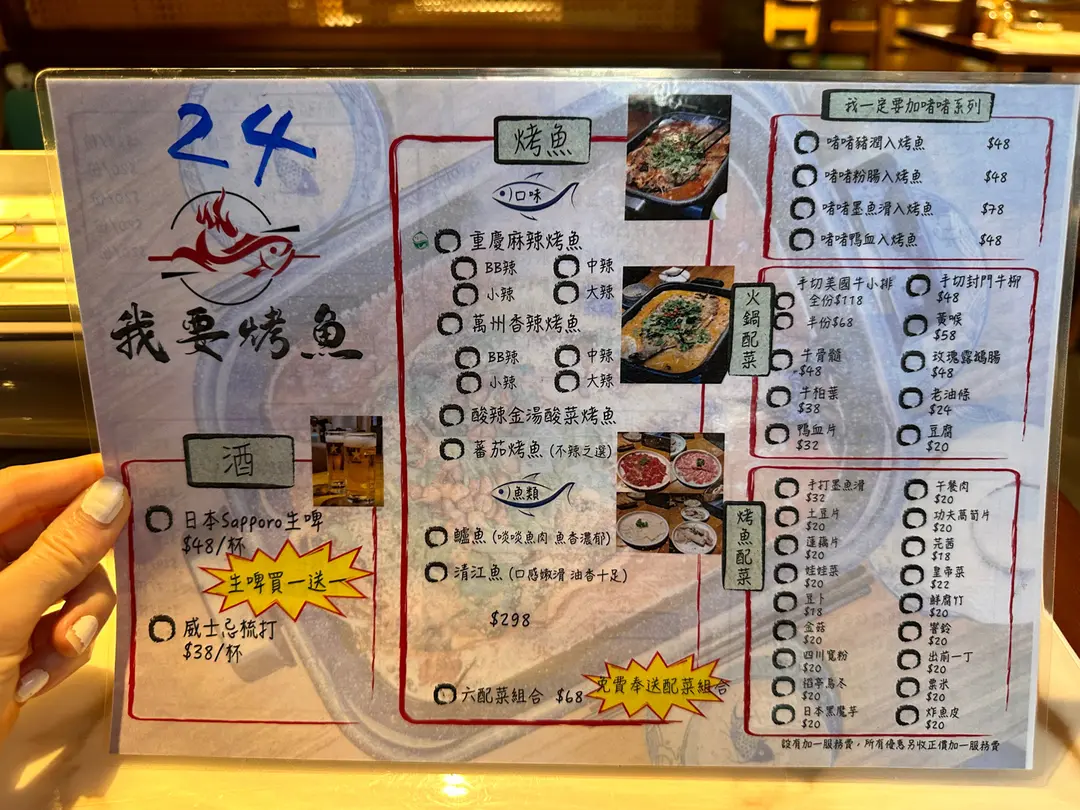 24
我要烤魚
酒
日本Sapporo生啤
$48/杯
生啤買一送一
威士忌梳打
$38/杯
烤魚
口味
重慶麻辣烤魚
BB辣
中辣
小辣
大辣
萬州香辣烤魚
BB辣
中辣
小辣
大辣
酸辣金湯酸菜烤魚
蕃茄烤魚 (不辣之選)
魚類
鱸魚 (啖啖魚肉 魚香濃郁)
清江魚 (口感嫩滑 油香十足)
$298
六配菜組合 $68
免費奉送配菜組合
我一定要加啫啫系列
啫啫豬潤入烤魚 $48
啫啫粉腸入烤魚 $48
啫啫墨魚滑入烤魚 $78
啫啫鴨血入烤魚 $48
火鍋配菜
手切美國牛小排
全份$118
半份$68
牛骨髓
$48
牛柏葉
$38
鴨血片
$32
手切封門牛柳
$48
黃喉
$58
玫瑰露鵝腸
$48
老油條
$24
豆腐
$20
烤魚配菜
手打墨魚滑
$32
土豆片
$20
蓮藕片
$20
娃娃菜
$20
豆卜
$18
金菇
$20
四川寬粉
$20
稻亭烏冬
$20
日本黑魔芋
$20
午餐肉
$20
功夫萵筍片
$20
芫茜
$18
皇帝菜
$22
鮮腐竹
$20
響鈴
$20
出前一丁
$20
粟米
$20
炸魚皮
$20
設有加一服務費，所有優惠另收正價加一服務費